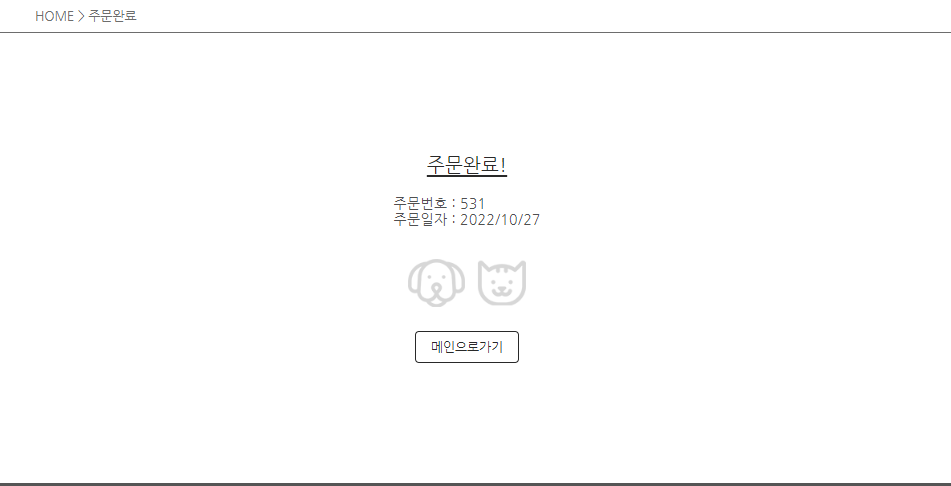 HOME > 주문완료
주문완료!
주문번호 : 531
주문일자 : 2022/10/27
메인으로가기